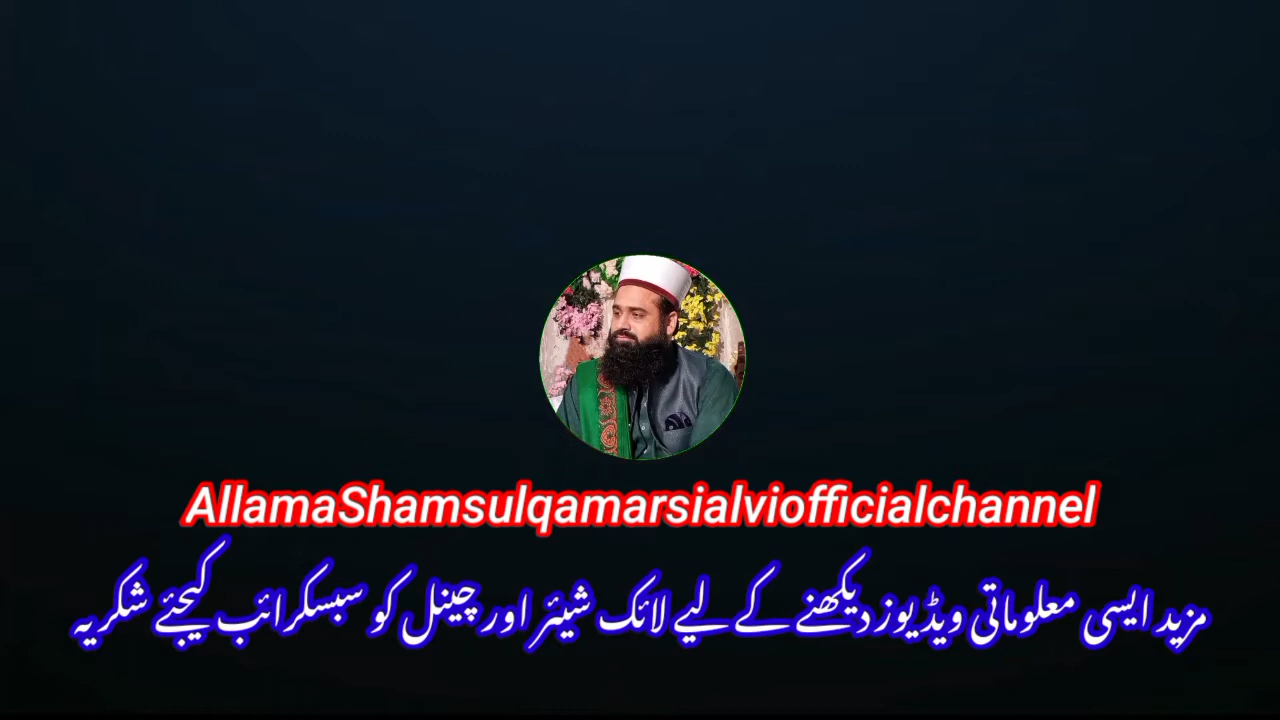 AllamaShamsulqamarsialviofficialchannel
مزید ایسی معلوماتی ویڈیوز دیکھنے کے لیے لائک شیئر اور چینل کو سبسکرائب کیجئے شکریہ